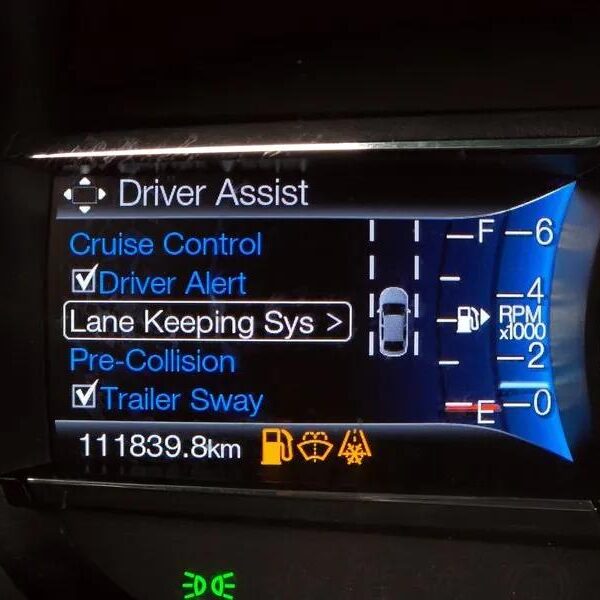 Driver Assist
Cruise Control
Driver Alert
Lane Keeping Sys >
Pre-Collision
Trailer Sway
111839.8km
F
E
6
4
RPM
x1000
2
0